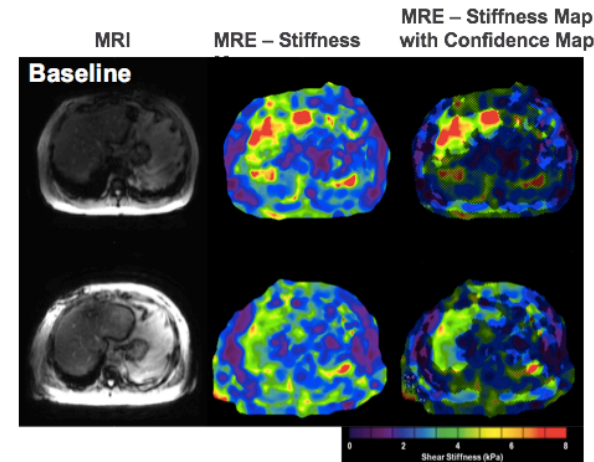 MRI
MRE – Stiffness
MRE – Stiffness Map
with Confidence Map
Baseline
0 2 4 6 8
Shear Stiffness (kPa)